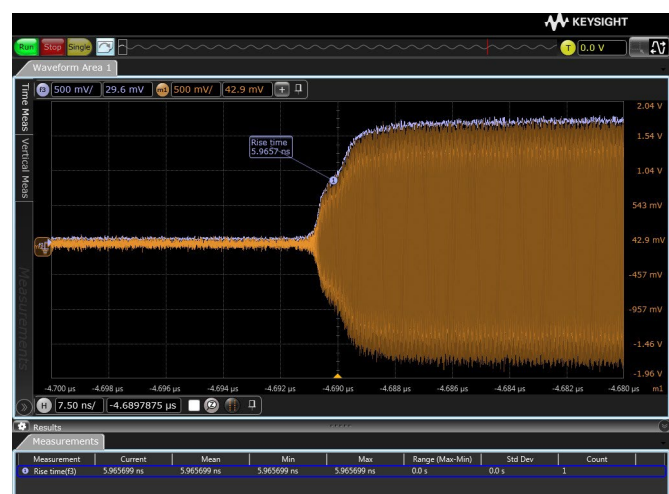 KEYSIGHT
Run Stop Single T 0.0 V
Waveform Area 1
f3 500 mV/ 29.6 mV m1 500 mV/ 42.9 mV +
Time Meas
Vertical Meas
Measurements
Rise time
5.9657 ns
1
2.04 V
1.54 V
1.04 V
543 mV
42.9 mV
-457 mV
-957 mV
-1.46 V
-1.96 V
-4.700 µs -4.698 µs -4.696 µs -4.694 µs -4.692 µs -4.690 µs -4.688 µs -4.686 µs -4.684 µs -4.682 µs -4.680 µs m1
H 7.50 ns/ -4.6897875 µs
Results
Measurements
Measurement Current Mean Min Max Range (Max-Min) Std Dev Count
Rise time(f3) 5.965699 ns 5.965699 ns 5.965699 ns 5.965699 ns 0.0 s 0.0 s 1